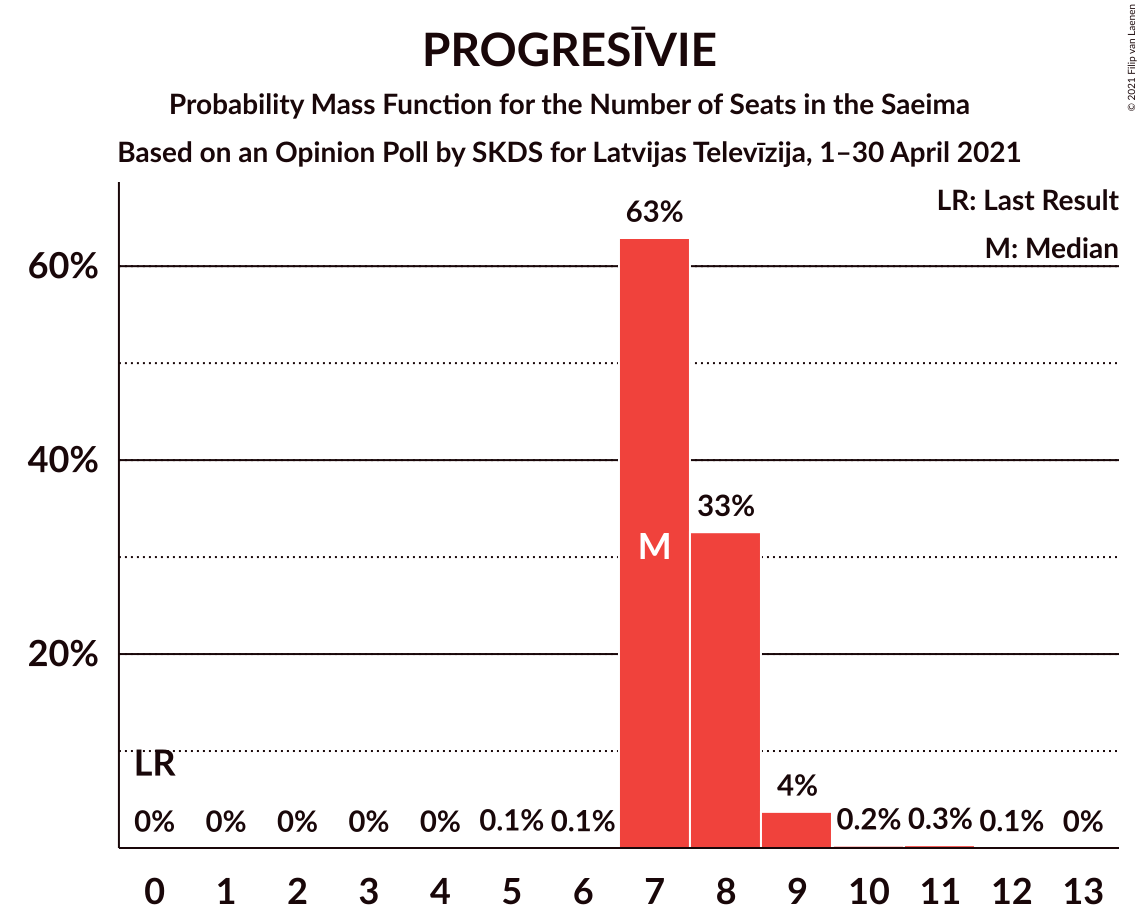 PROGRESĪVIE
Probability Mass Function for the Number of Seats in the Saeima
Based on an Opinion Poll by SKDS for Latvijas Televīzija, 1–30 April 2021
© 2021 Filip van Laenen
LR: Last Result
M: Median
60%
40%
20%
63%
33%
M
LR
4%
0% 0% 0% 0% 0% 0.1% 0.1% 0.2% 0.3% 0.1% 0%
0 1 2 3 4 5 6 7 8 9 10 11 12 13